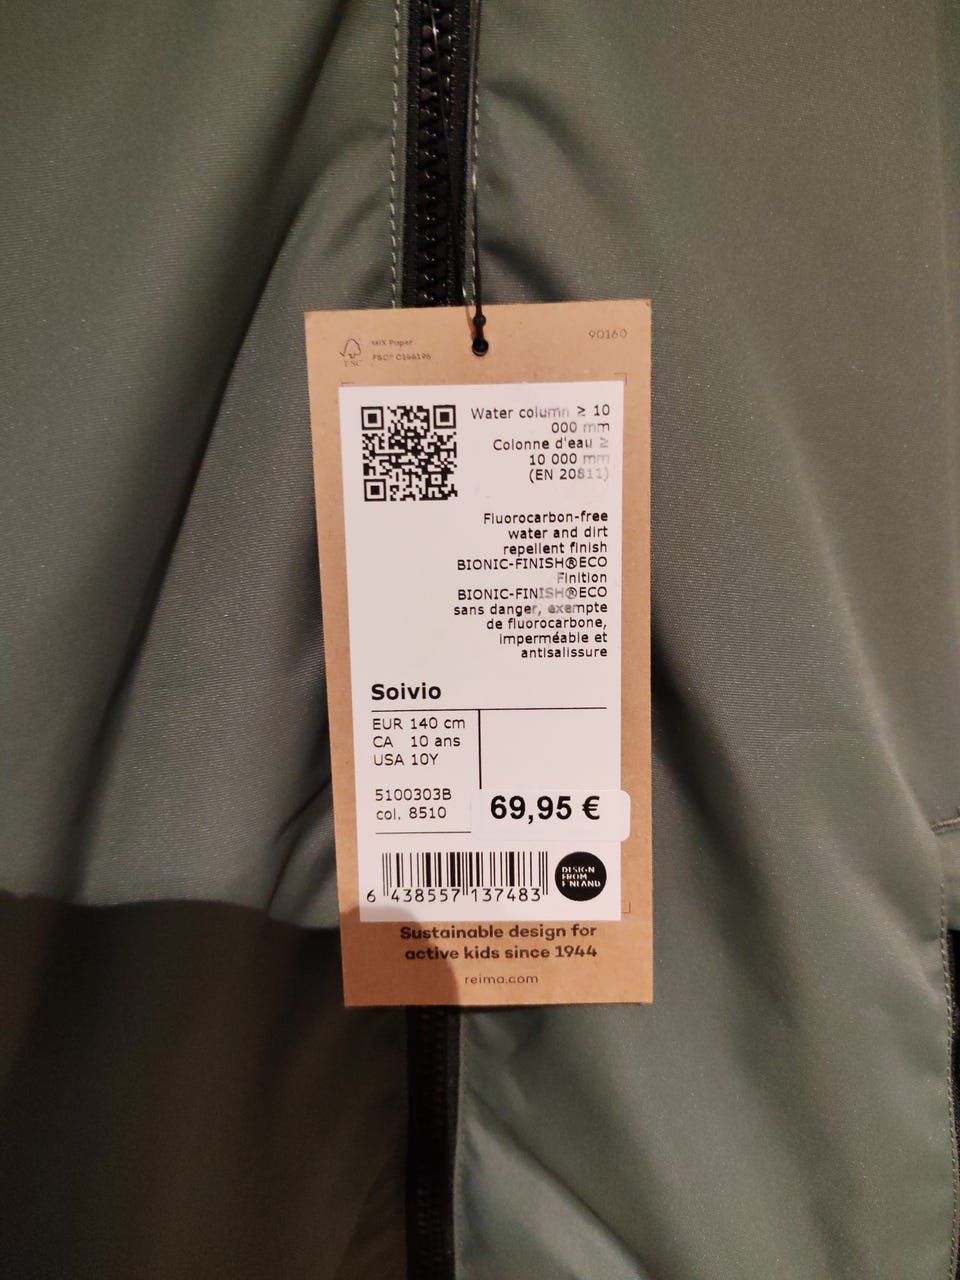 FSC
MIX Paper
FSC® C144196
90160
Water column ≥ 10
000 mm
Colonne d'eau ≥
10 000 mm
(EN 20811)
Fluorocarbon-free
water and dirt
repellent finish
BIONIC-FINISH®ECO
Finition
BIONIC-FINISH®ECO
sans danger, exempte
de fluorocarbone,
imperméable et
antisalissure
Soivio
EUR 140 cm
CA 10 ans
USA 10Y
5100303B
col. 8510
69,95 €
6 438557 137483
DESIGN
FROM
FINLAND
Sustainable design for
active kids since 1944
reima.com